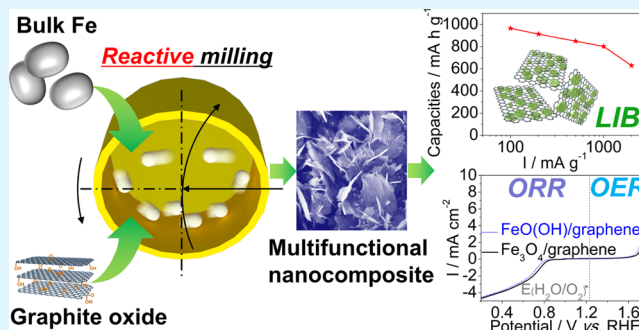 Bulk Fe
Reactive milling
Graphite oxide
OH
Multifunctional
nanocomposite
Capacities / mA h g⁻¹
1000
800
600
400
200
0
LIB
100
1000
I / mA g⁻¹
I / mA cm⁻²
10
8
6
4
2
0
-2
-4
ORR
OER
FeO(OH)/graphene
Fe₃O₄/graphene
E(H₂O/O₂)
0.4
0.8
1.2
1.6
Potential / V vs. RHE